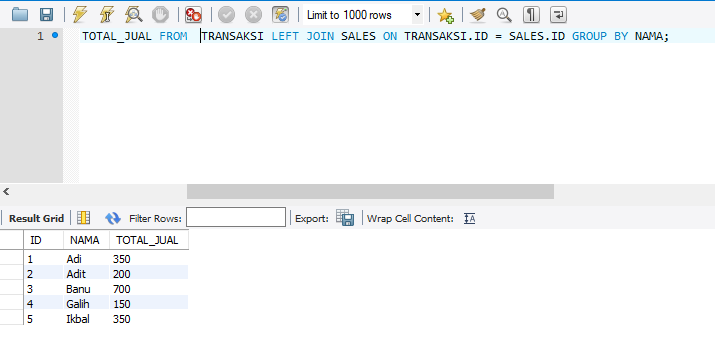 Limit to 1000 rows
1 TOTAL_JUAL FROM TRANSAKSI LEFT JOIN SALES ON TRANSAKSI.ID = SALES.ID GROUP BY NAMA;
Result Grid Filter Rows: Export: Wrap Cell Content:
ID NAMA TOTAL_JUAL
1 Adi 350
2 Adit 200
3 Banu 700
4 Galih 150
5 Ikbal 350